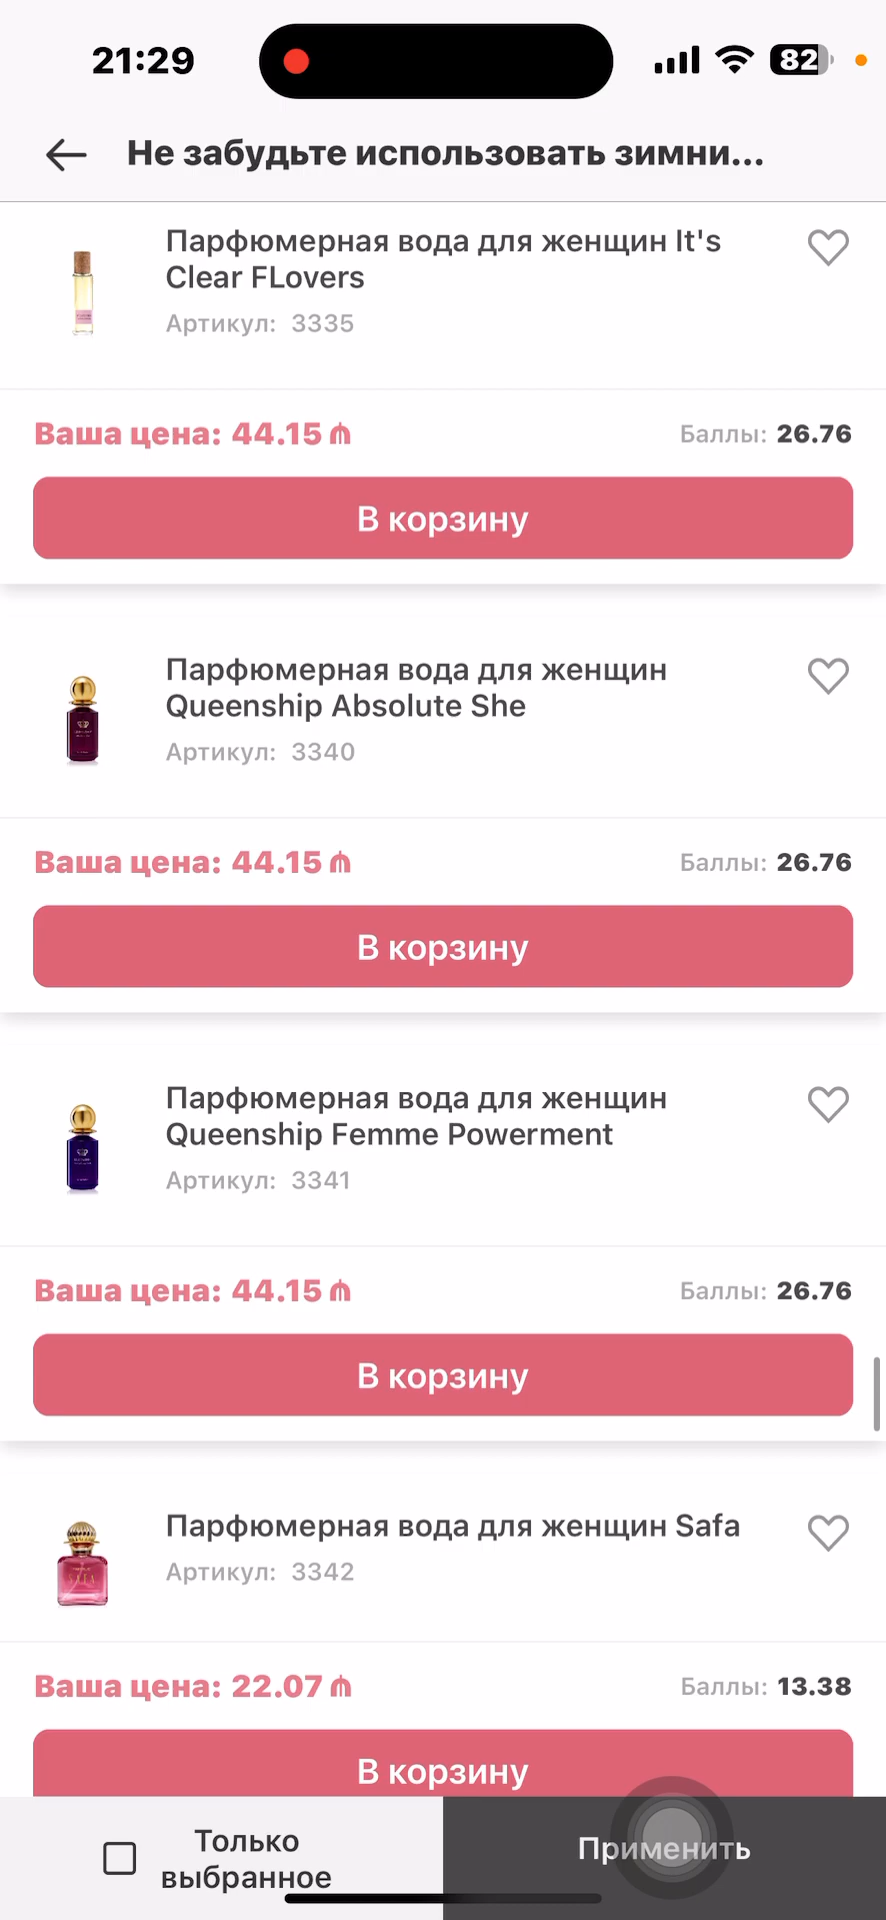 21:29
82
Не забудьте использовать зимни...
Парфюмерная вода для женщин It's
Clear FLovers
Артикул: 3335
Ваша цена: 44.15 ₼
Баллы: 26.76
В корзину
Парфюмерная вода для женщин
Queenship Absolute She
Артикул: 3340
Ваша цена: 44.15 ₼
Баллы: 26.76
В корзину
Парфюмерная вода для женщин
Queenship Femme Powerment
Артикул: 3341
Ваша цена: 44.15 ₼
Баллы: 26.76
В корзину
Парфюмерная вода для женщин Safa
Артикул: 3342
Ваша цена: 22.07 ₼
Баллы: 13.38
В корзину
Только
выбранное
Применить